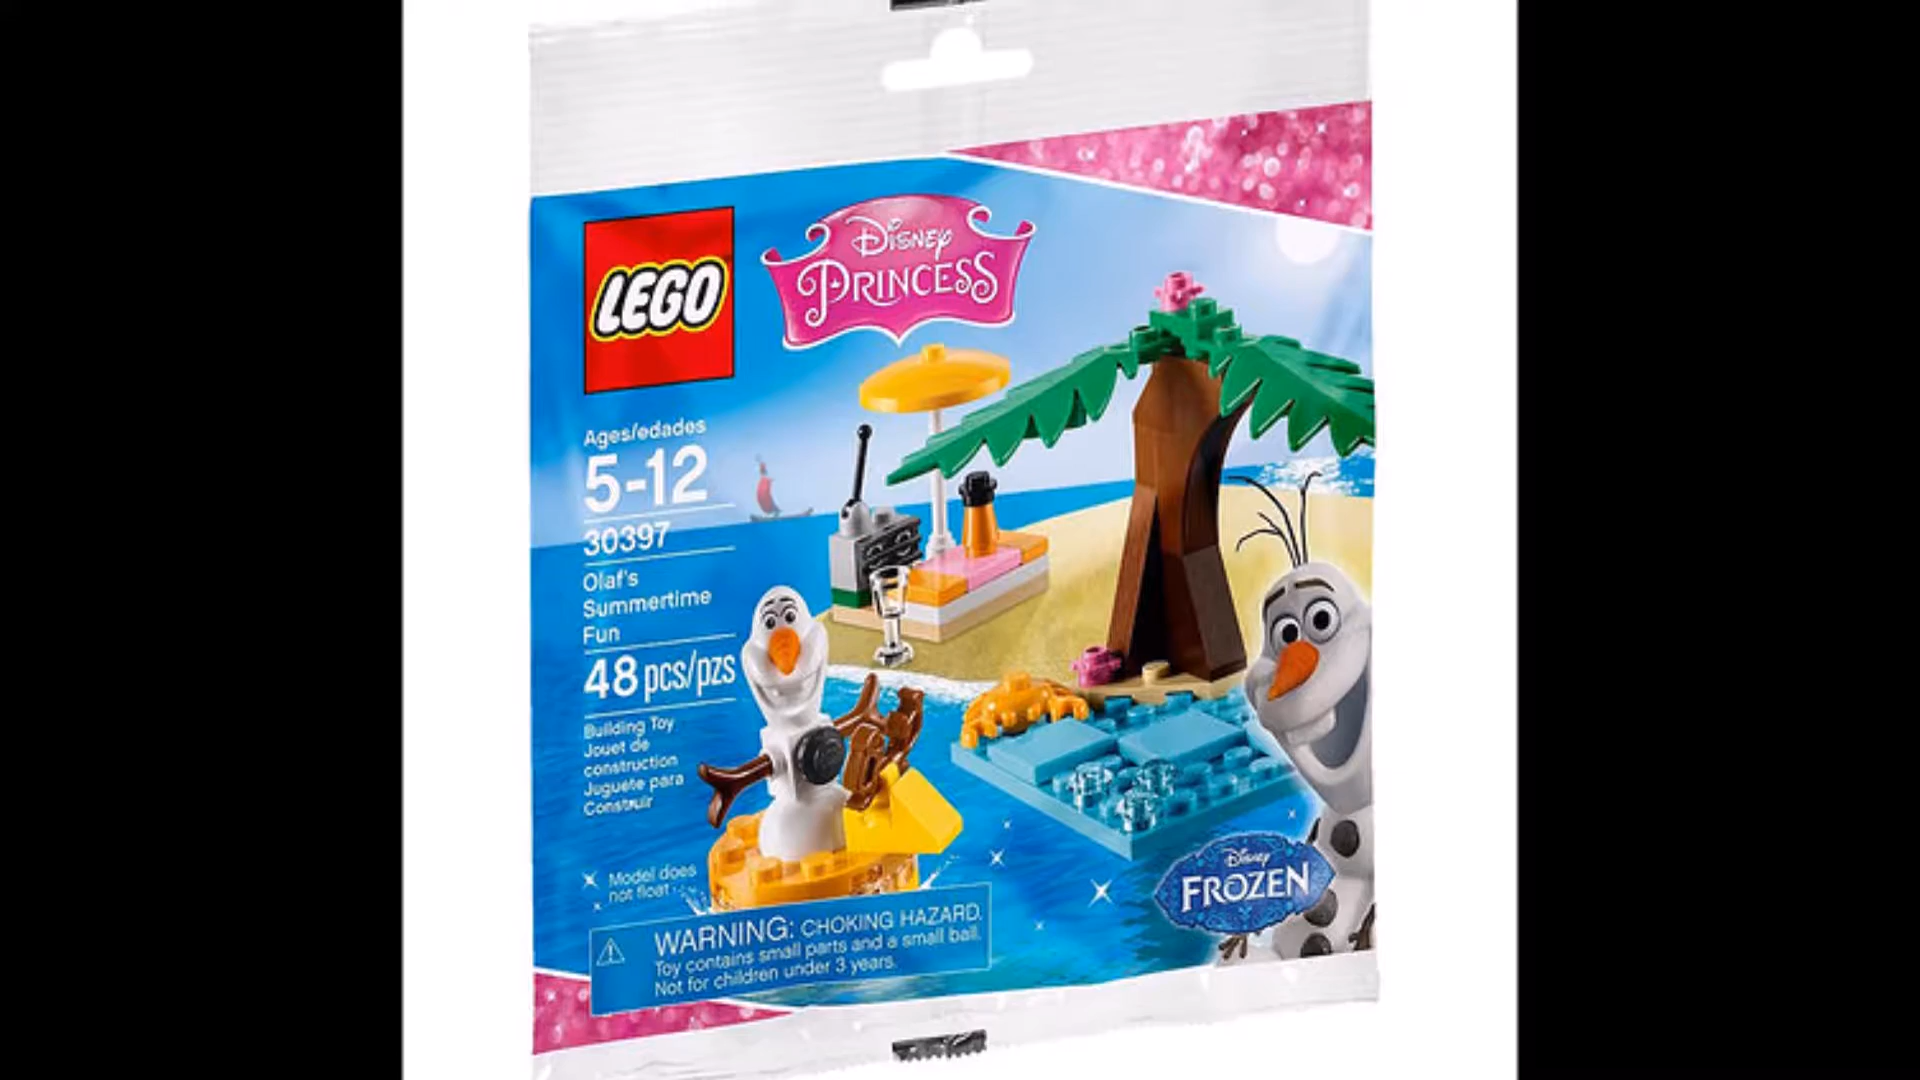 LEGO
Disney
PRINCESS
Ages/edades
5-12
30397
Olaf's
Summertime
Fun
48 pcs/pzs
Building Toy
Jouet de
construction
Juguete para
Construir
Model does
not float
WARNING: CHOKING HAZARD.
Toy contains small parts and a small ball.
Not for children under 3 years.
Disney
FROZEN